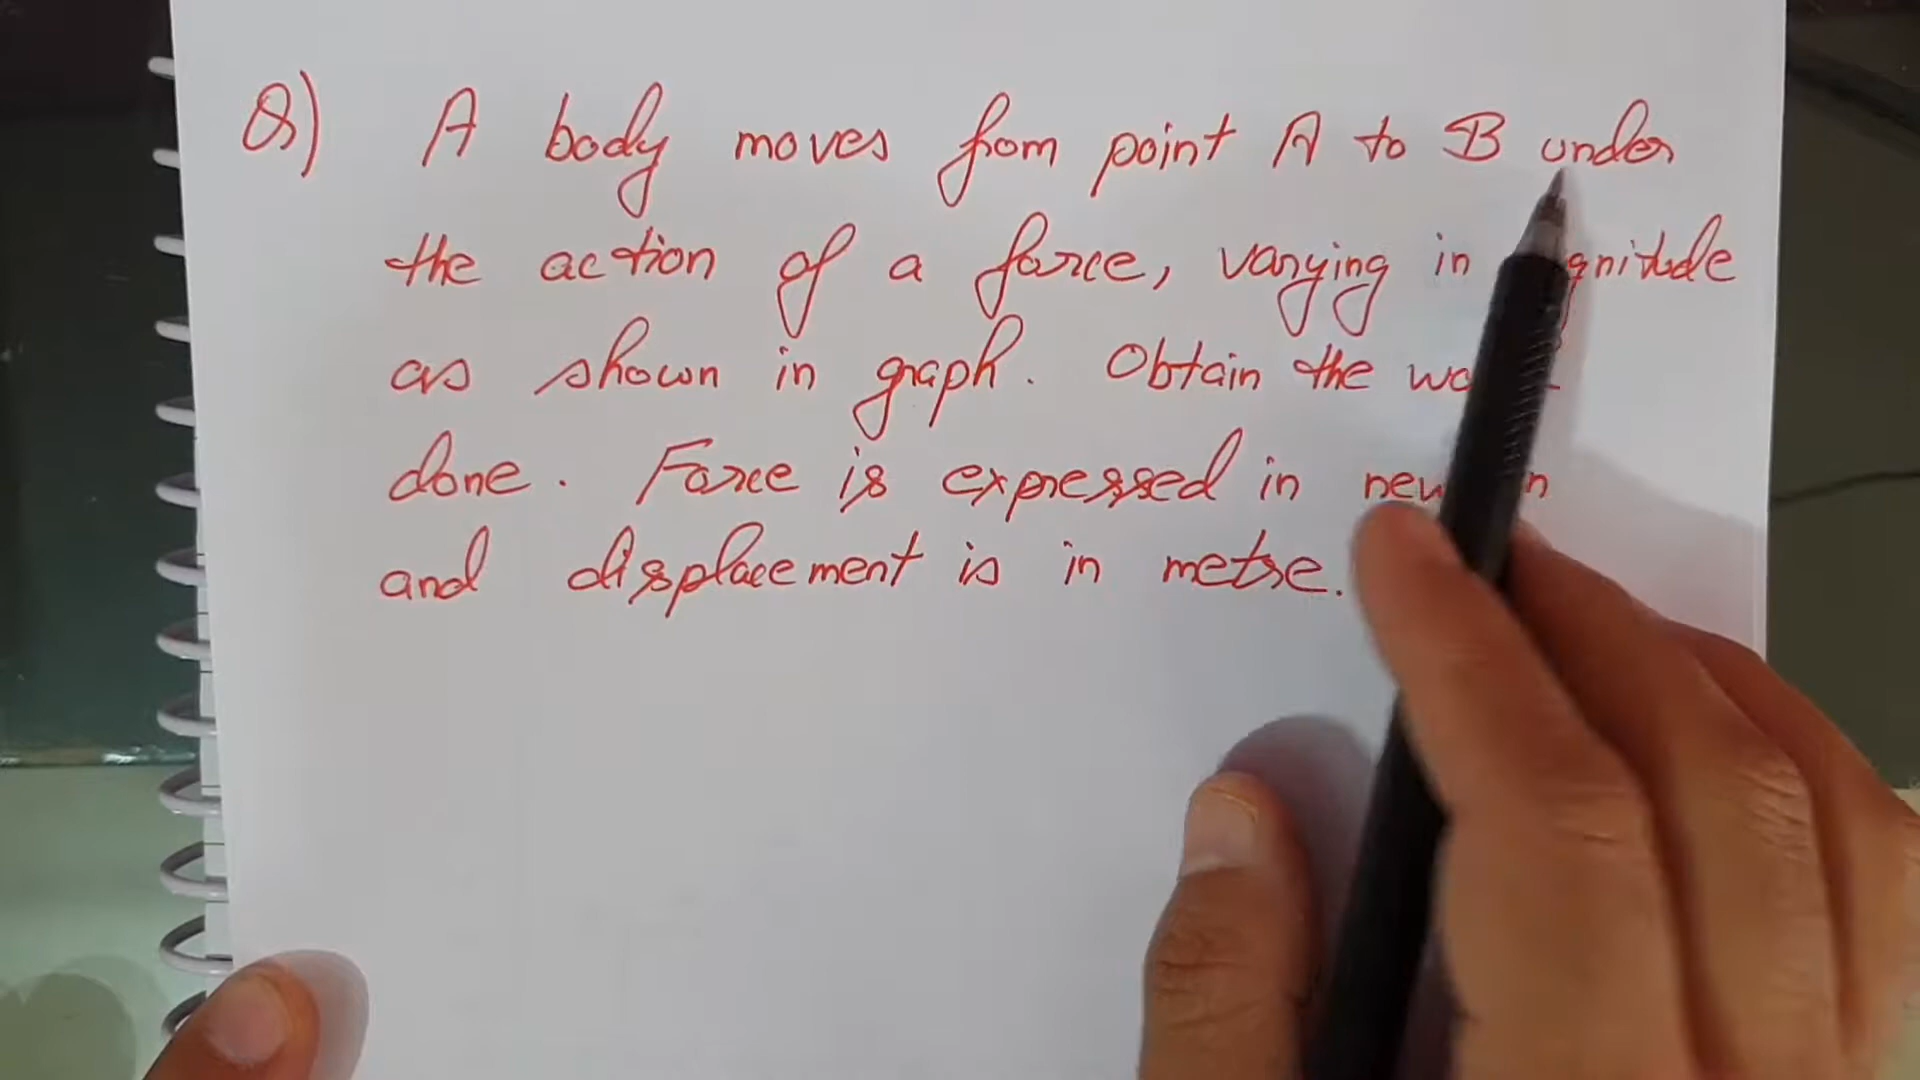 Q) A body moves from point A to B under
the action of a force, varying in
as shown in graph. Obtain the
done. Force is expressed in
and displacement is in metre.